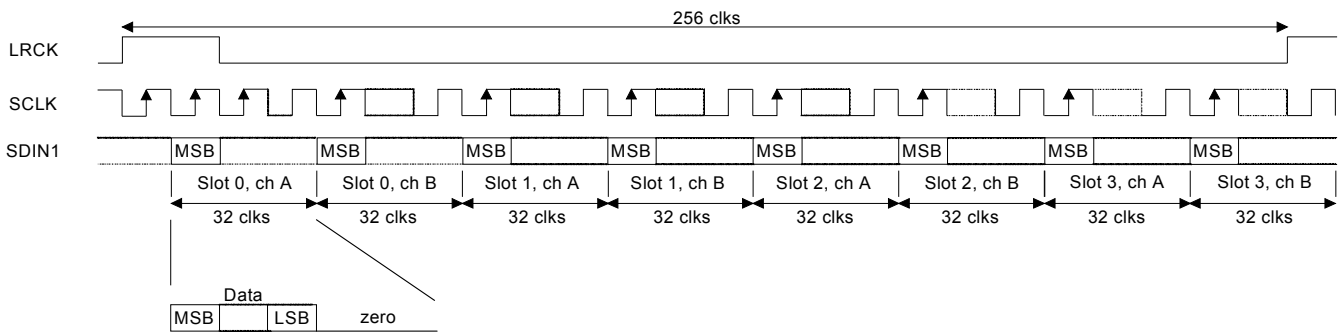 256 clks
LRCK
SCLK
SDIN1 MSB MSB MSB MSB MSB MSB MSB MSB
Slot 0, ch A Slot 0, ch B Slot 1, ch A Slot 1, ch B Slot 2, ch A Slot 2, ch B Slot 3, ch A Slot 3, ch B
32 clks 32 clks 32 clks 32 clks 32 clks 32 clks 32 clks 32 clks
Data
MSB LSB zero